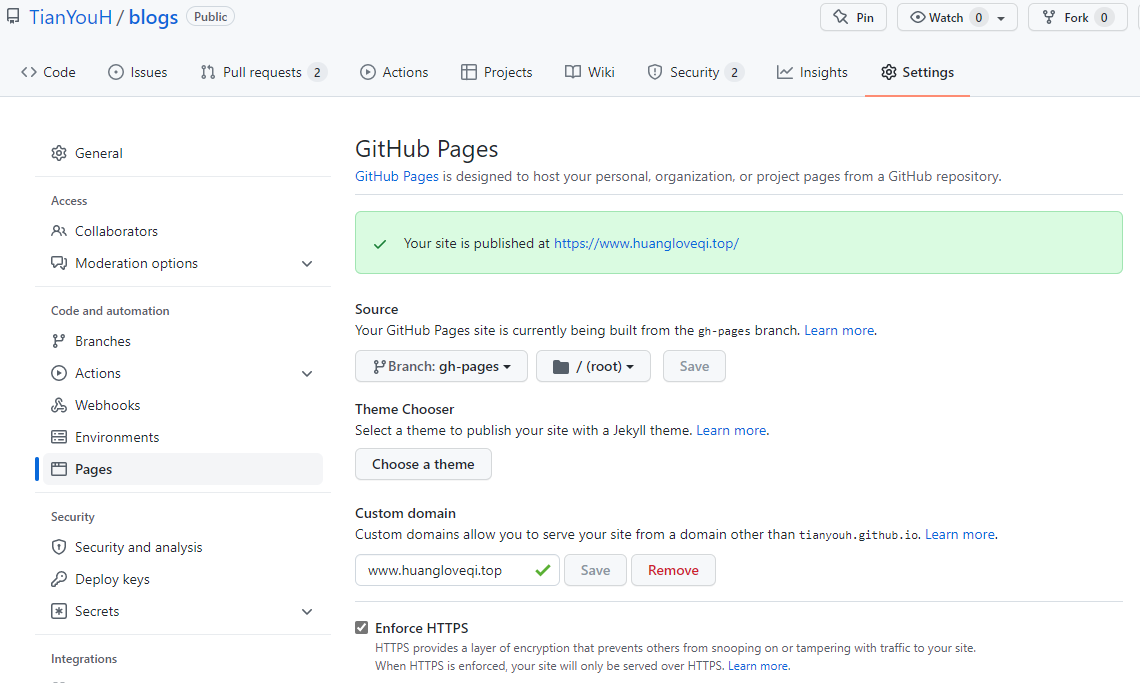 TianYouH / blogs Public
Pin
Watch 0
Fork 0
Code
Issues
Pull requests 2
Actions
Projects
Wiki
Security 2
Insights
Settings
General
Access
Collaborators
Moderation options
Code and automation
Branches
Actions
Webhooks
Environments
Pages
Security
Security and analysis
Deploy keys
Secrets
Integrations
GitHub Pages
GitHub Pages is designed to host your personal, organization, or project pages from a GitHub repository.
Your site is published at https://www.huangloveqi.top/
Source
Your GitHub Pages site is currently being built from the gh-pages branch. Learn more.
Branch: gh-pages
/ (root)
Save
Theme Chooser
Select a theme to publish your site with a Jekyll theme. Learn more.
Choose a theme
Custom domain
Custom domains allow you to serve your site from a domain other than tianyouh.github.io. Learn more.
www.huangloveqi.top
Save
Remove
Enforce HTTPS
HTTPS provides a layer of encryption that prevents others from snooping on or tampering with traffic to your site.
When HTTPS is enforced, your site will only be served over HTTPS. Learn more.